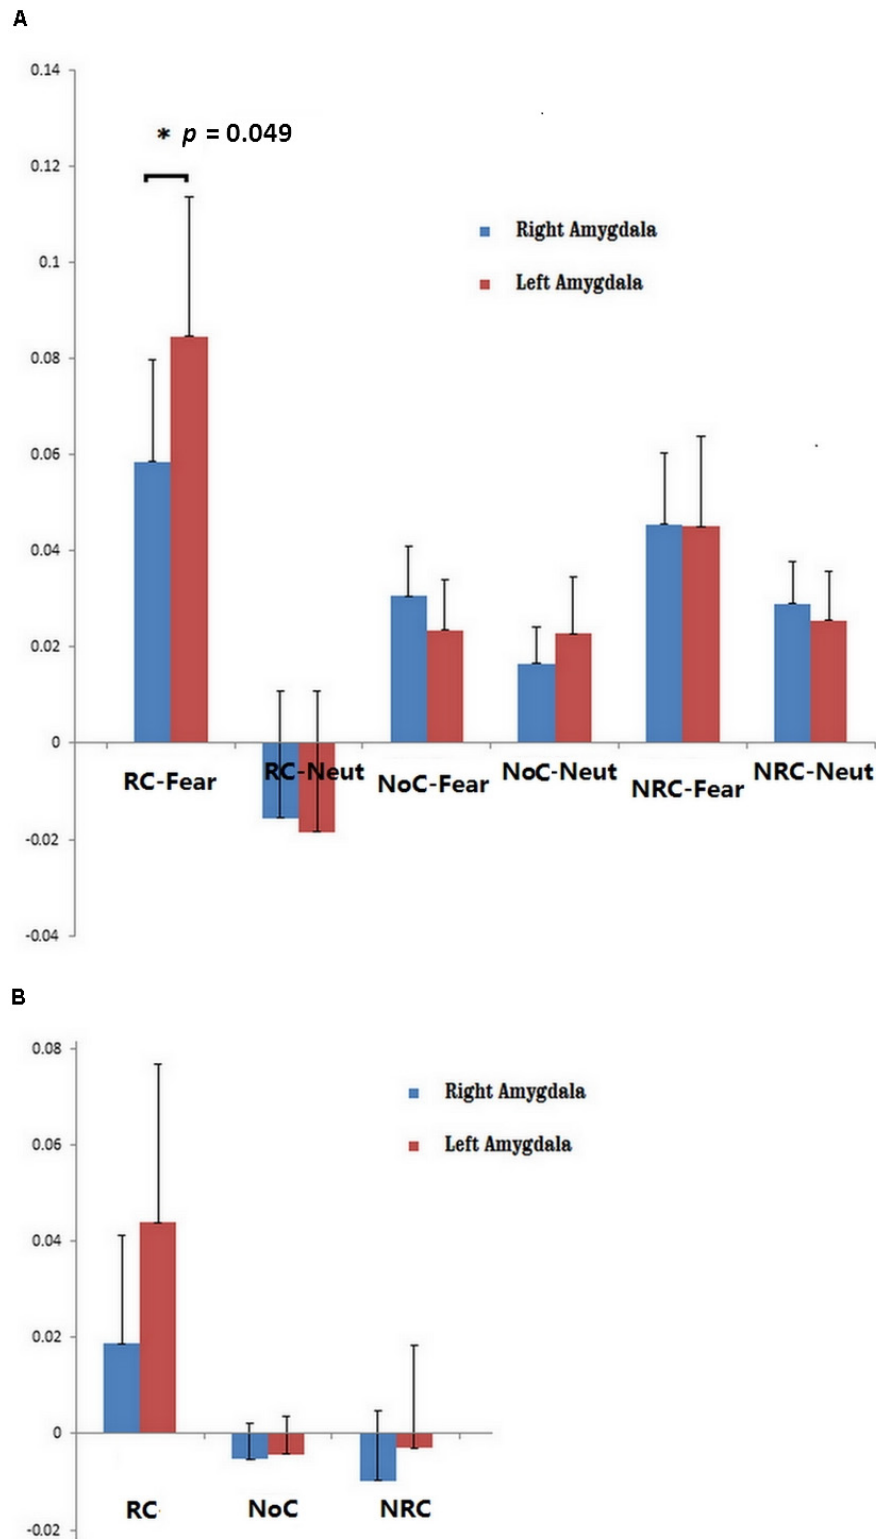 A
0.14
* p = 0.049
0.12
Right Amygdala
0.1
Left Amygdala
0.08
0.06
0.04
0.02
0
RC-Fear RC-Neut NoC-Fear NoC-Neut NRC-Fear NRC-Neut
-0.02
-0.04
B
0.08
Right Amygdala
0.06
Left Amygdala
0.04
0.02
0
RC NoC NRC
-0.02